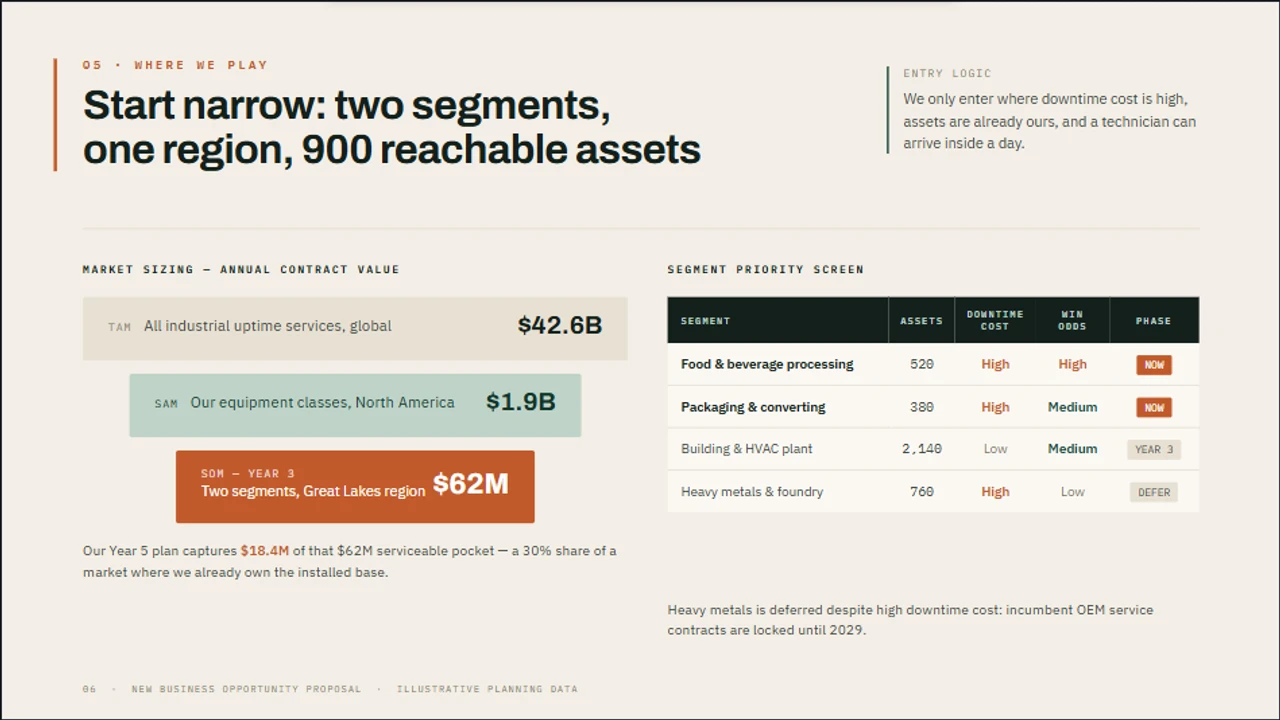 05 · WHERE WE PLAY
Start narrow: two segments,
one region, 900 reachable assets
ENTRY LOGIC
We only enter where downtime cost is high,
assets are already ours, and a technician can
arrive inside a day.
MARKET SIZING — ANNUAL CONTRACT VALUE
TAM All industrial uptime services, global $42.6B
SAM Our equipment classes, North America $1.9B
SOM — YEAR 3
Two segments, Great Lakes region $62M
Our Year 5 plan captures $18.4M of that $62M serviceable pocket — a 30% share of a
market where we already own the installed base.
SEGMENT PRIORITY SCREEN
SEGMENT ASSETS DOWNTIME COST WIN ODDS PHASE
Food & beverage processing 520 High High NOW
Packaging & converting 380 High Medium NOW
Building & HVAC plant 2,140 Low Medium YEAR 3
Heavy metals & foundry 760 High Low DEFER
Heavy metals is deferred despite high downtime cost: incumbent OEM service
contracts are locked until 2029.
06 · NEW BUSINESS OPPORTUNITY PROPOSAL · ILLUSTRATIVE PLANNING DATA